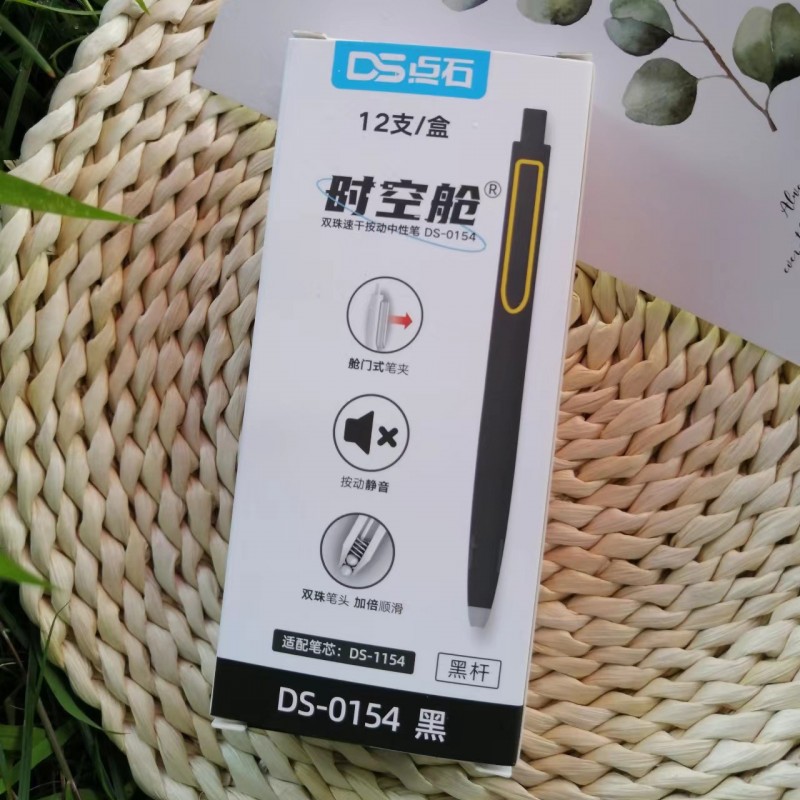 DS点石
12支/盒
时空舱®
双珠速干按动中性笔 DS-0154
舱门式笔夹
按动静音
双珠笔头 加倍顺滑
适配笔芯：DS-1154
黑杆
DS-0154 黑